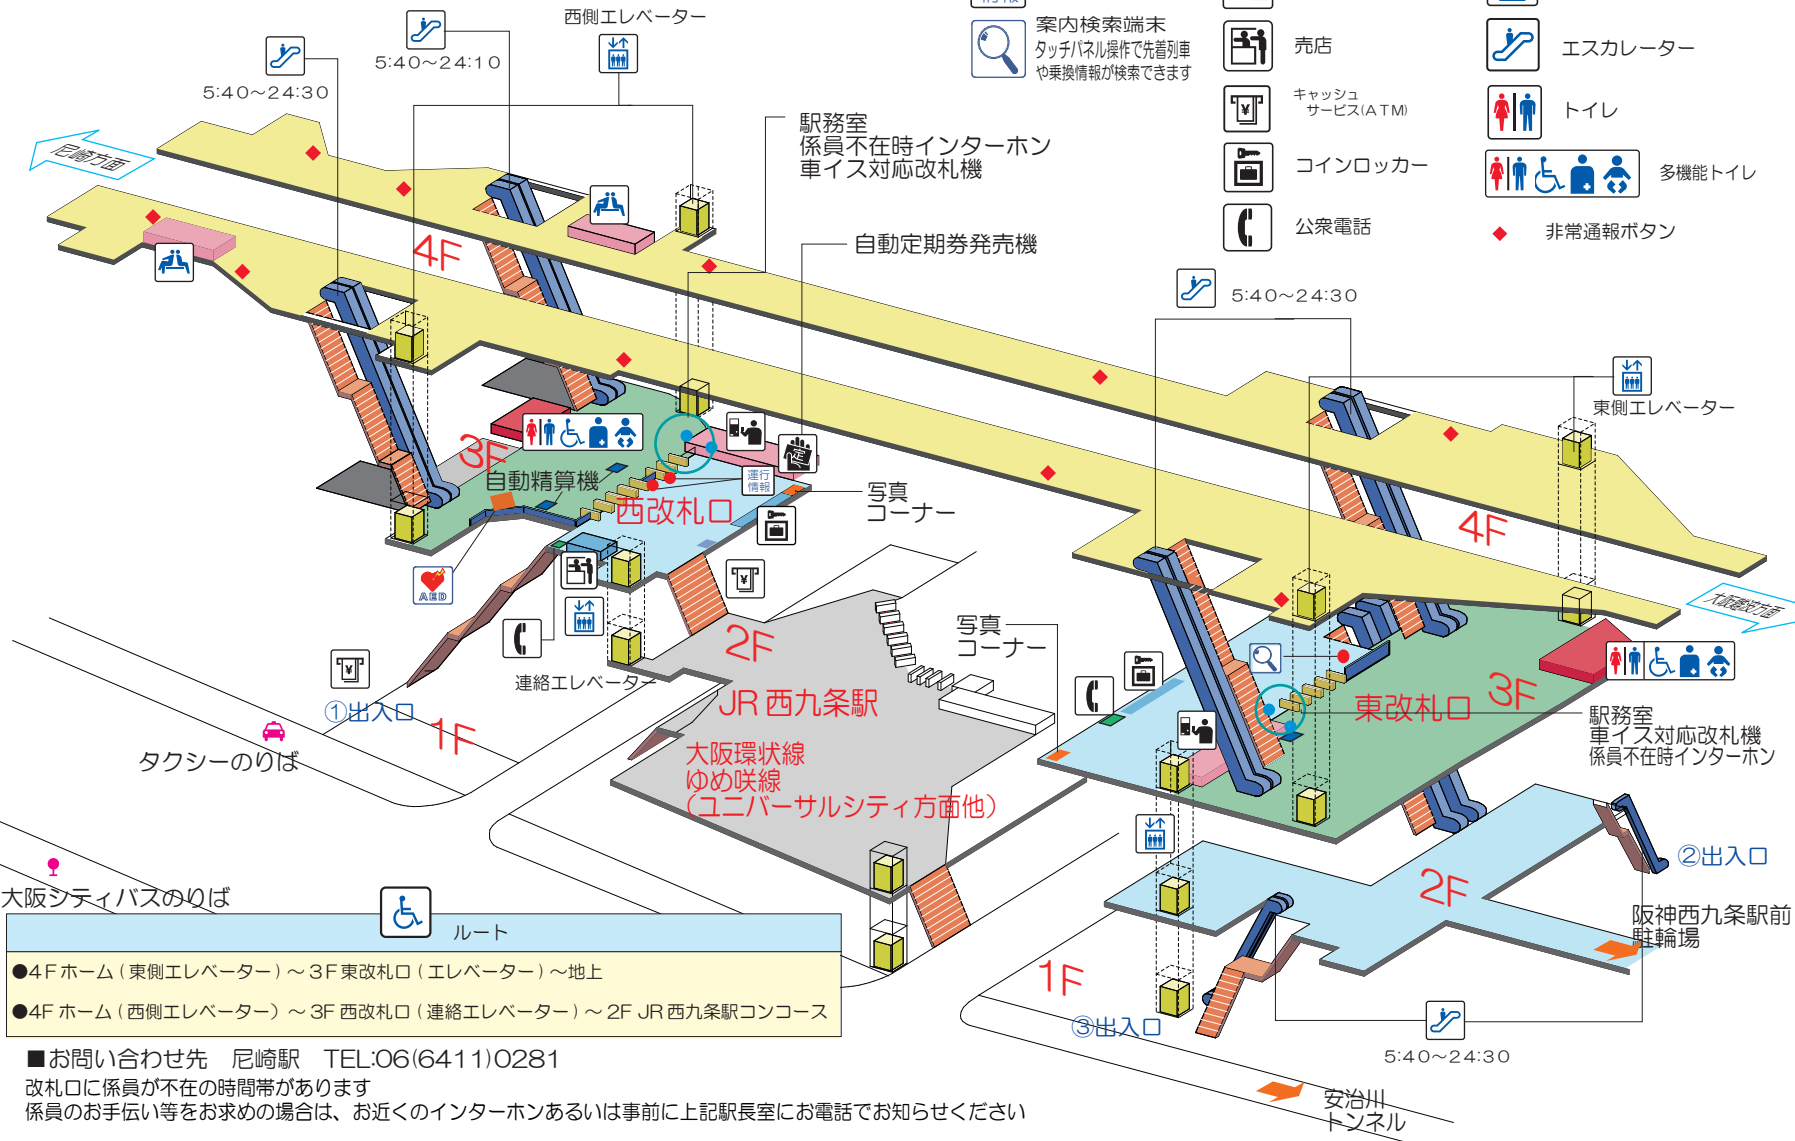 西側エレベーター
5:40～24:10
5:40～24:30
案内検索端末
タッチパネル操作で先着列車
や乗換情報が検索できます
売店
エスカレーター
キャッシュ
サービス(ATM)
トイレ
コインロッカー
多機能トイレ
公衆電話
非常通報ボタン
尼崎方面
駅務室
係員不在時インターホン
車イス対応改札機
自動定期券発売機
4F
5:40～24:30
東側エレベーター
3F
自動精算機
定
運行
情報
西改札口
写真
コーナー
AED
4F
大阪難波方面
2F
写真
コーナー
連絡エレベーター
JR 西九条駅
①出入口
1F
タクシーのりば
大阪環状線
ゆめ咲線
(ユニバーサルシティ方面他)
東改札口
3F
駅務室
車イス対応改札機
係員不在時インターホン
②出入口
2F
阪神西九条駅前
駐輪場
大阪シティバスのりば
ルート
●4Fホーム(東側エレベーター)～3F東改札口(エレベーター)～地上
●4Fホーム(西側エレベーター)～3F西改札口(連絡エレベーター)～2F JR西九条駅コンコース
1F
③出入口
5:40～24:30
安治川
トンネル
■お問い合わせ先　尼崎駅　TEL:06(6411)0281
改札口に係員が不在の時間帯があります
係員のお手伝い等をお求めの場合は、お近くのインターホンあるいは事前に上記駅長室にお電話でお知らせください